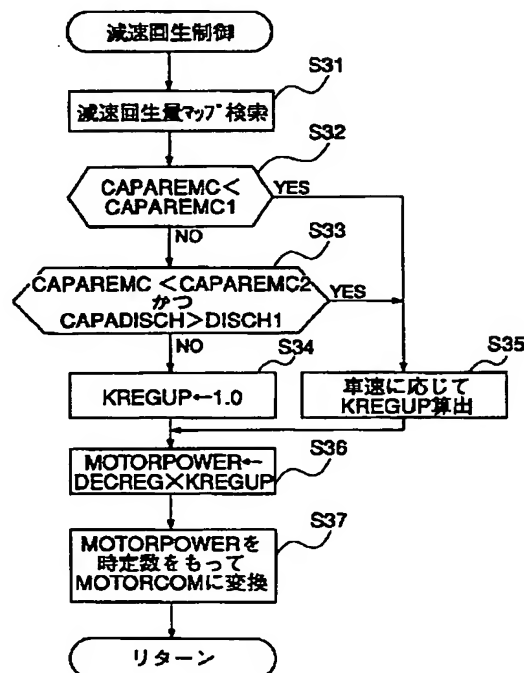 減速回生制御
S31
減速回生量マップ検索
S32
CAPAREMC<
CAPAREMC1
YES
NO
S33
CAPAREMC <CAPAREMC2
かつ
CAPADISCH>DISCH1
YES
NO
S34
KREGUP←1.0
S35
車速に応じて
KREGUP算出
S36
MOTORPOWER←
DECREG×KREGUP
S37
MOTORPOWERを
時定数をもって
MOTORCOMに変換
リターン